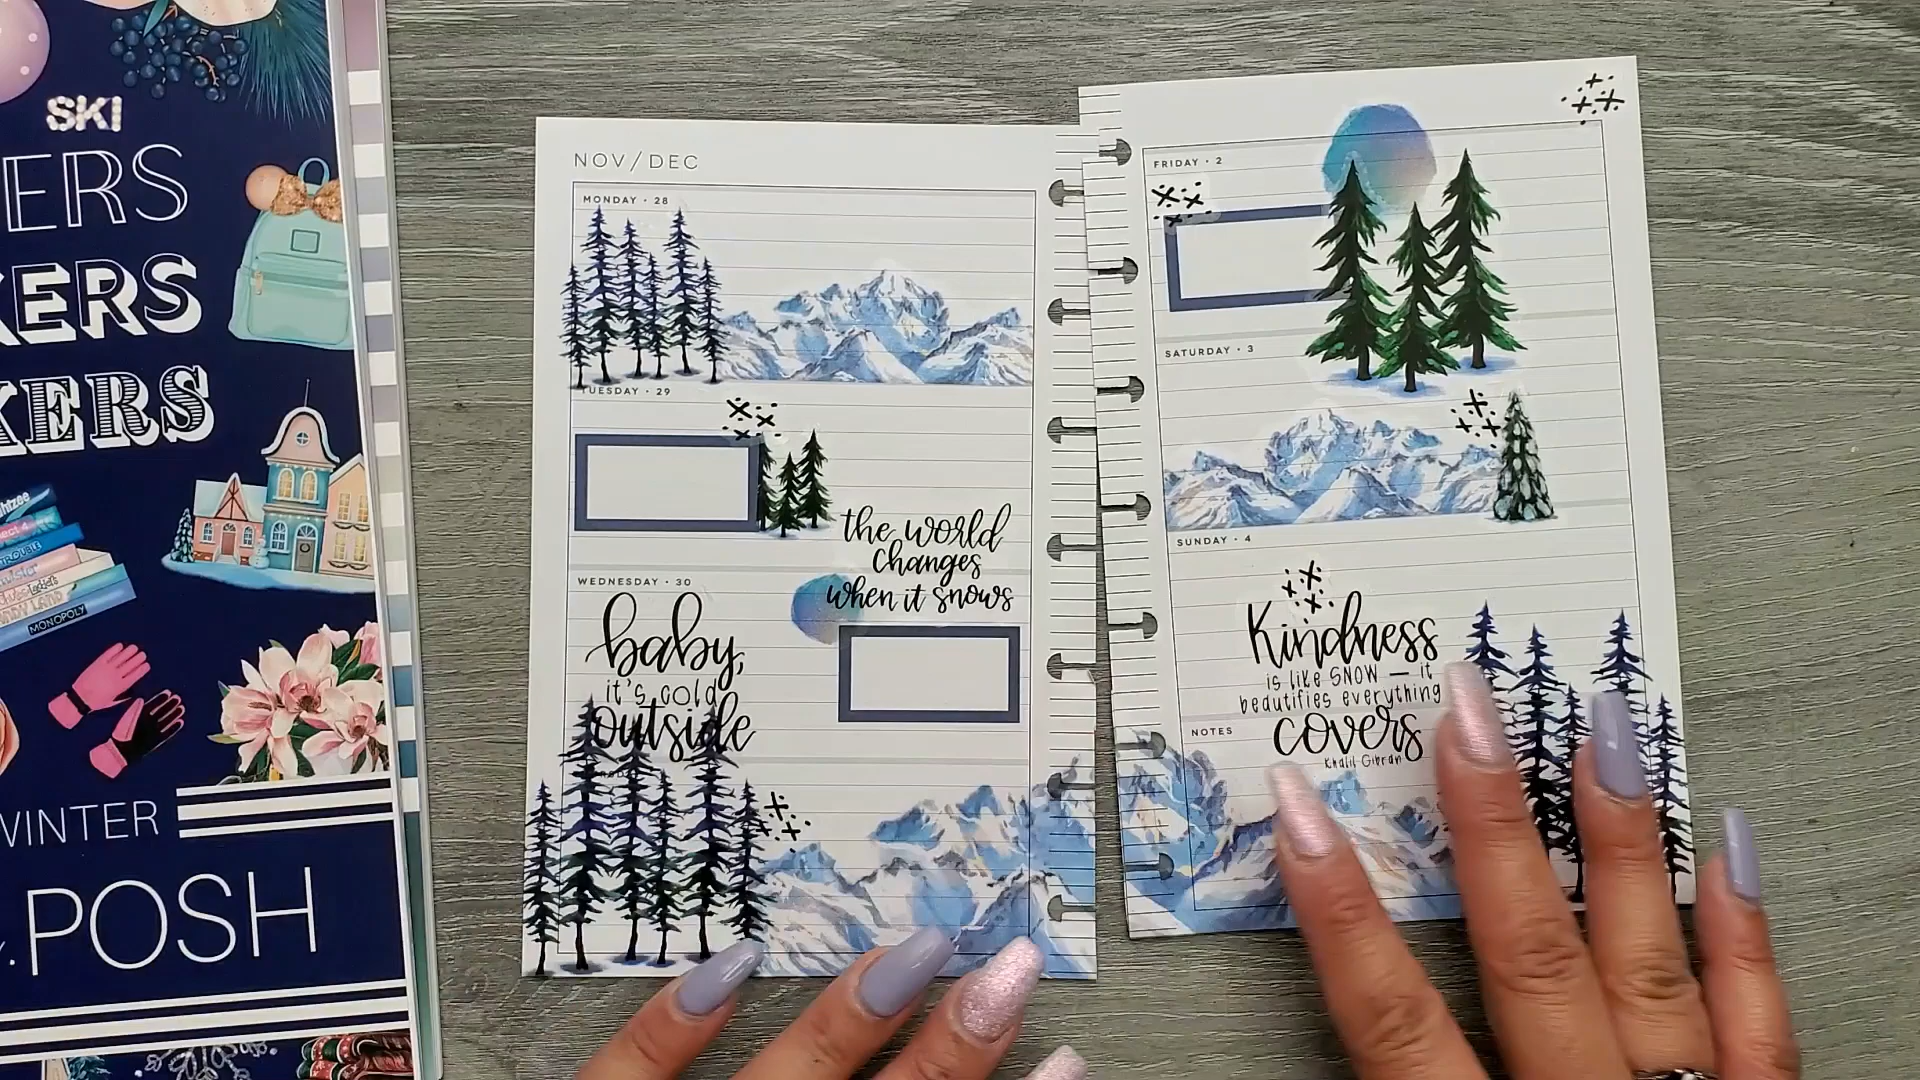 SKI
ERS
KERS
KERS
MONOPOLY
WINTER
POSH
NOV/DEC
MONDAY • 28
TUESDAY • 29
WEDNESDAY • 30
the world
changes
when it snows
baby,
it's cold
outside
FRIDAY • 2
SATURDAY • 3
SUNDAY • 4
Kindness
is like SNOW — it
beautifies everything
covers
Khalil Gibran
NOTES